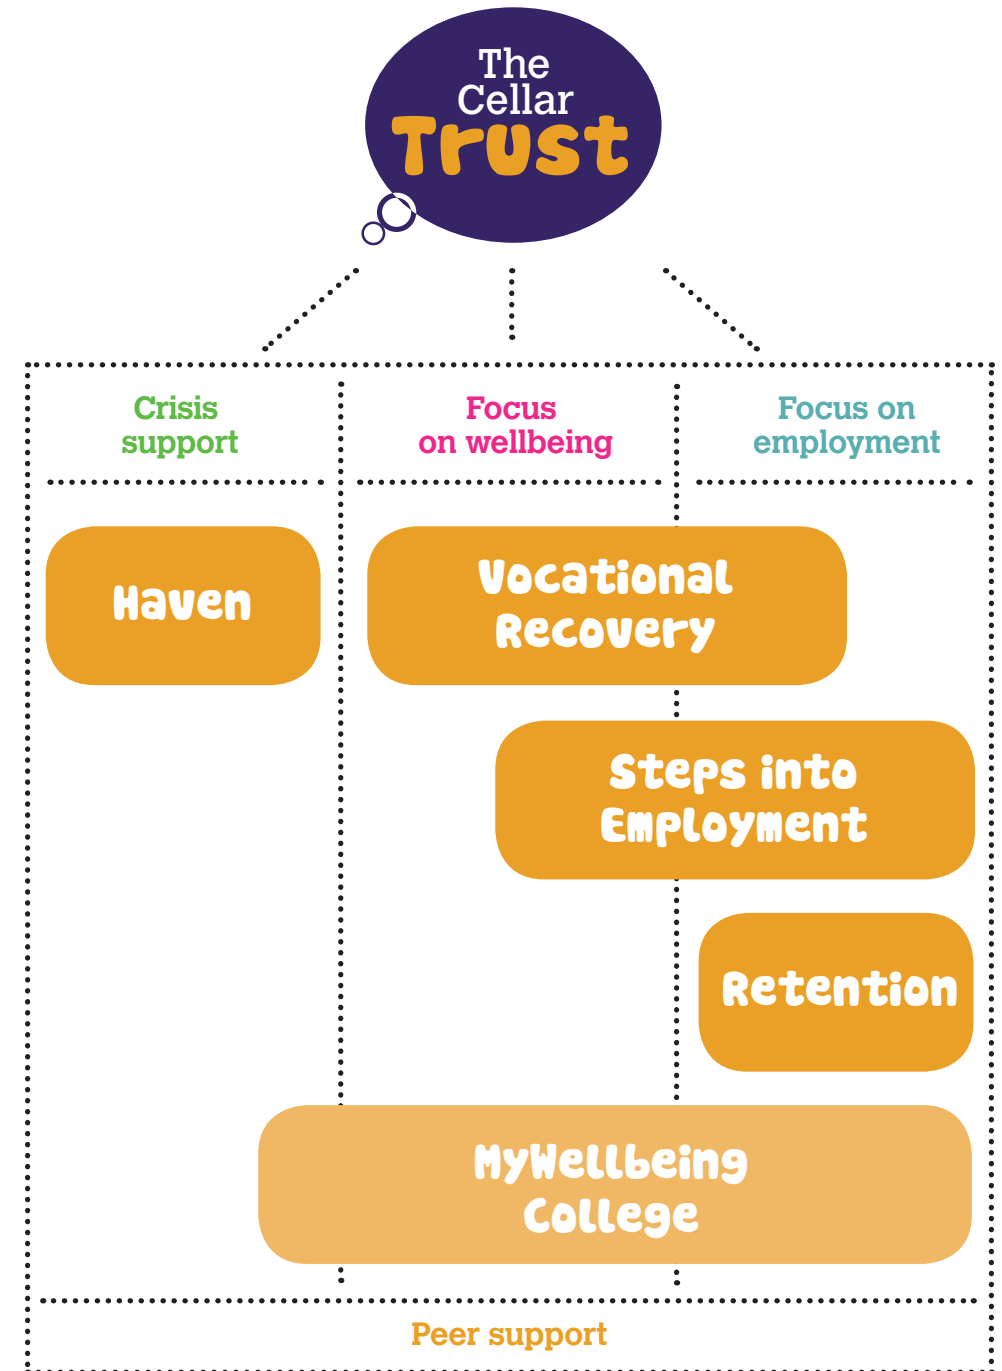 The
Cellar
Trust
Crisis
support
Focus
on wellbeing
Focus on
employment
Haven
Vocational
Recovery
Steps into
Employment
Retention
MyWellbeing
College
Peer support